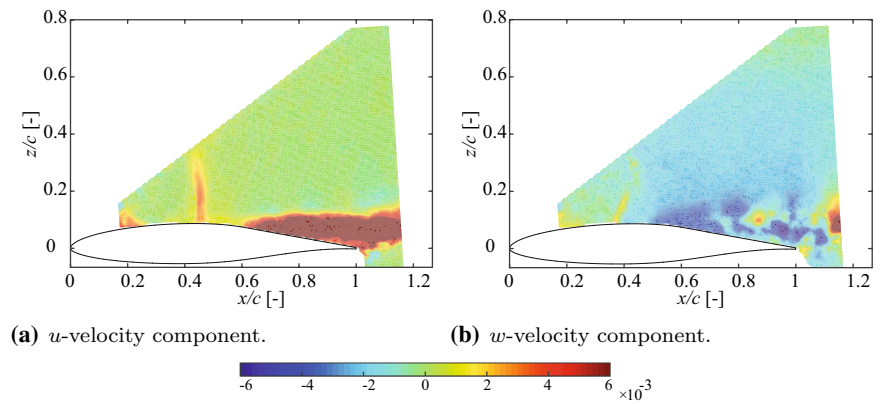 0.8
0.6
0.4
0.2
0
z/c [-]
0 0.2 0.4 0.6 0.8 1 1.2
x/c [-]
(a) u-velocity component.
0.8
0.6
0.4
0.2
0
z/c [-]
0 0.2 0.4 0.6 0.8 1 1.2
x/c [-]
(b) w-velocity component.
-6 -4 -2 0 2 4 6
×10⁻³